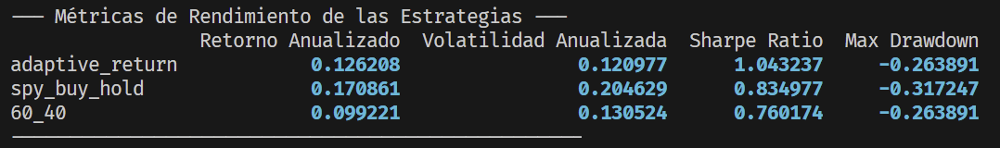 --- Métricas de Rendimiento de las Estrategias ---
Retorno Anualizado Volatilidad Anualizada Sharpe Ratio Max Drawdown
adaptive_return 0.126208 0.120977 1.043237 -0.263891
spy_buy_hold 0.170861 0.204629 0.834977 -0.317247
60_40 0.099221 0.130524 0.760174 -0.263891
--------------------------------------------------